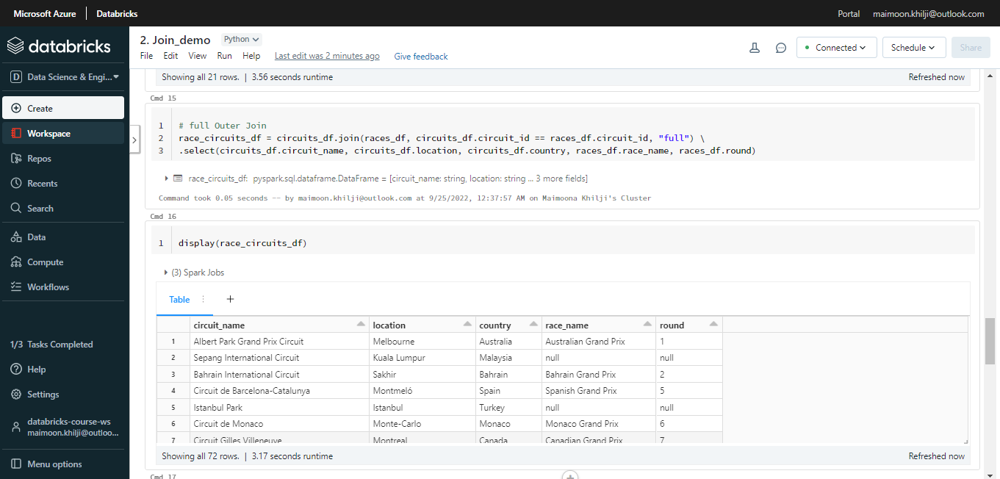 Microsoft Azure | Databricks
Portal maimoon.khilji@outlook.com
databricks
D Data Science & Engi...
Create
Workspace
Repos
Recents
Search
Data
Compute
Workflows
1/3 Tasks Completed
Help
Settings
databricks-course-ws
maimoon.khilji@outloo...
Menu options
2. Join_demo Python
File Edit View Run Help Last edit was 2 minutes ago Give feedback
Connected Schedule Share
Showing all 21 rows. | 3.56 seconds runtime Refreshed now
Cmd 15
1 # full Outer Join
2 race_circuits_df = circuits_df.join(races_df, circuits_df.circuit_id == races_df.circuit_id, "full") \
3 .select(circuits_df.circuit_name, circuits_df.location, circuits_df.country, races_df.race_name, races_df.round)
race_circuits_df: pyspark.sql.dataframe.DataFrame = [circuit_name: string, location: string ... 3 more fields]
Command took 0.05 seconds -- by maimoon.khilji@outlook.com at 9/25/2022, 12:37:57 AM on Maimoona Khilji's Cluster
Cmd 16
1 display(race_circuits_df)
(3) Spark Jobs
Table +
circuit_name location country race_name round
1 Albert Park Grand Prix Circuit Melbourne Australia Australian Grand Prix 1
2 Sepang International Circuit Kuala Lumpur Malaysia null null
3 Bahrain International Circuit Sakhir Bahrain Bahrain Grand Prix 2
4 Circuit de Barcelona-Catalunya Montmeló Spain Spanish Grand Prix 5
5 Istanbul Park Istanbul Turkey null null
6 Circuit de Monaco Monte-Carlo Monaco Monaco Grand Prix 6
7 Circuit Gilles Villeneuve Montreal Canada Canadian Grand Prix 7
Showing all 72 rows. | 3.17 seconds runtime Refreshed now
Cmd 17